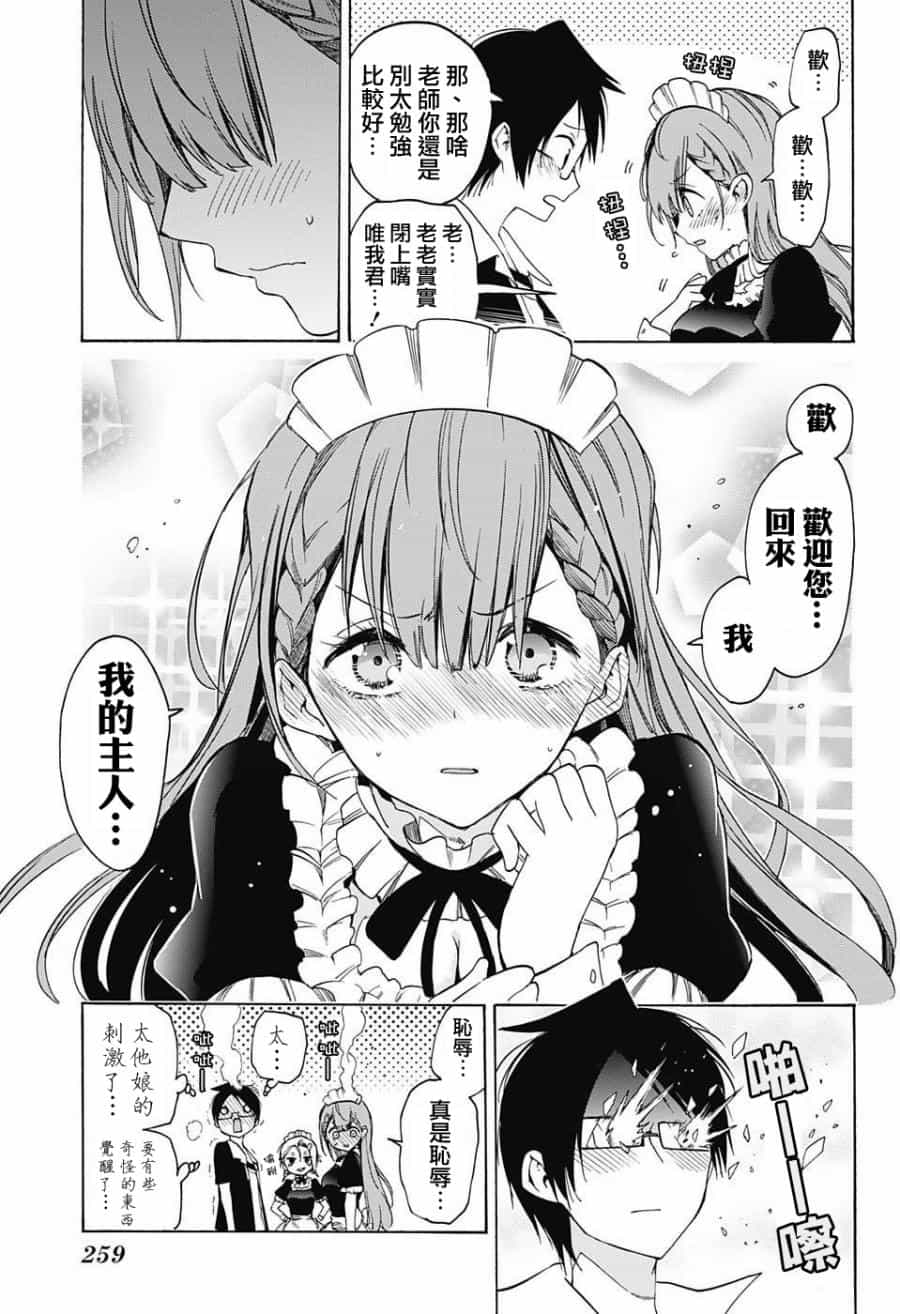 歡…
歡…歡…
扭捏
扭捏…
那、那啥
老師你還是
別太勉強
比較好…
老…
老老實實
閉上嘴
唯我君…！
歡
歡迎您…
回來
我
我的主人…
啪——嚓
恥辱…
真是恥辱…
太…
太他娘的
刺激了…
要有些
奇怪的東西
覺醒了…
259